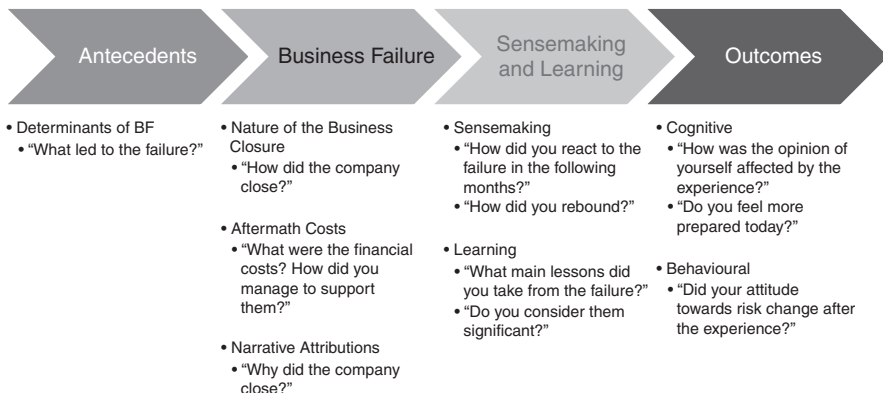 Antecedents
Business Failure
Sensemaking
and Learning
Outcomes
• Determinants of BF
• “What led to the failure?”
• Nature of the Business
Closure
• “How did the company
close?”
• Aftermath Costs
• “What were the financial
costs? How did you
manage to support
them?”
• Narrative Attributions
• “Why did the company
close?”
• Sensemaking
• “How did you react to the
failure in the following
months?”
• “How did you rebound?”
• Learning
• “What main lessons did
you take from the failure?”
• “Do you consider them
significant?”
• Cognitive
• “How was the opinion of
yourself affected by the
experience?”
• “Do you feel more
prepared today?”
• Behavioural
• “Did your attitude
towards risk change after
the experience?”